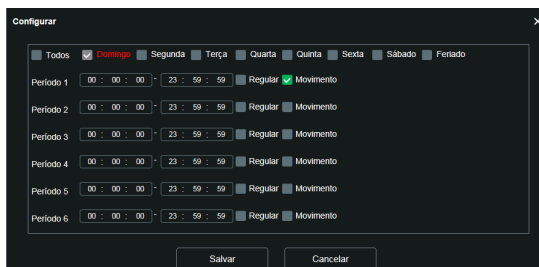 Configurar
Todos Domingo Segunda Terça Quarta Quinta Sexta Sábado Feriado
Período 1 00 : 00 : 00 - 23 : 59 : 59 Regular Movimento
Período 2 00 : 00 : 00 - 23 : 59 : 59 Regular Movimento
Período 3 00 : 00 : 00 - 23 : 59 : 59 Regular Movimento
Período 4 00 : 00 : 00 - 23 : 59 : 59 Regular Movimento
Período 5 00 : 00 : 00 - 23 : 59 : 59 Regular Movimento
Período 6 00 : 00 : 00 - 23 : 59 : 59 Regular Movimento
Salvar Cancelar